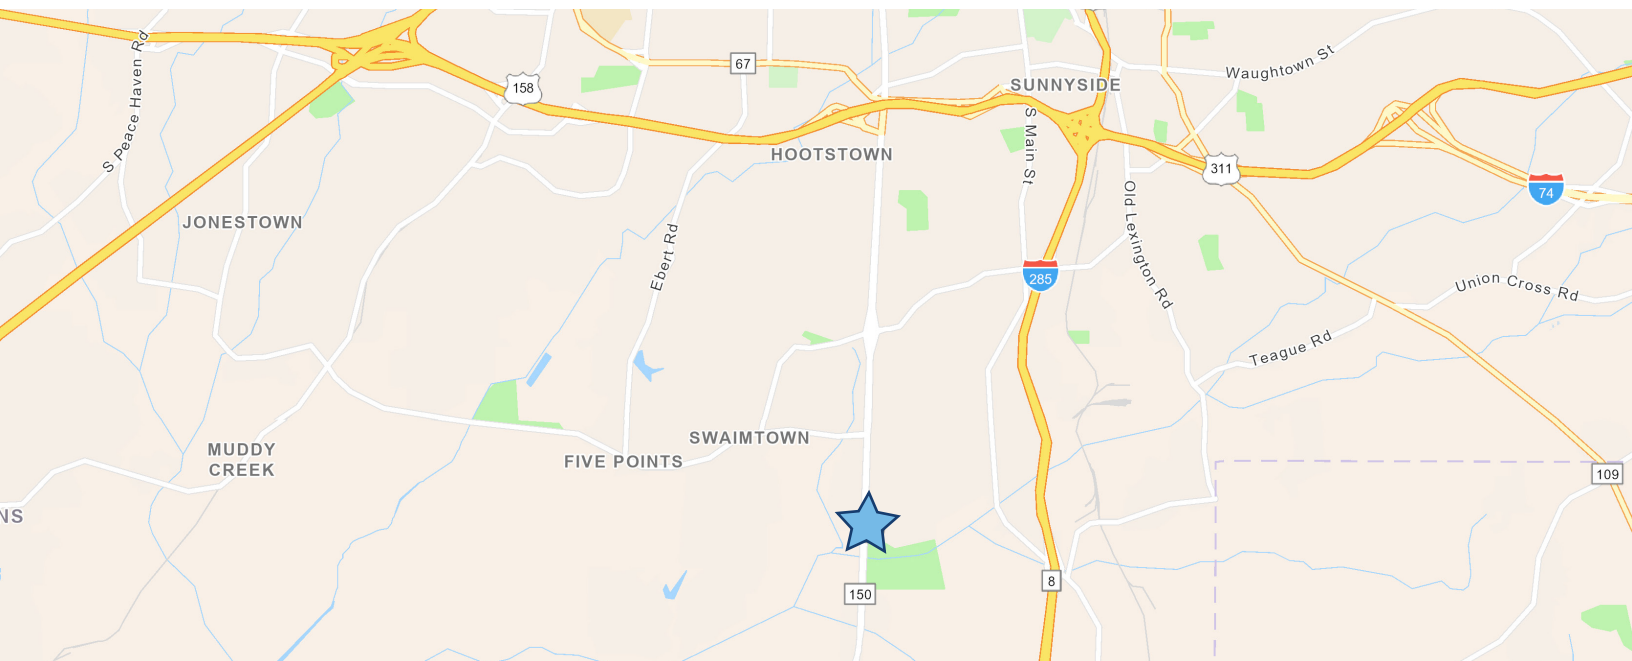 S Peace Haven Rd
158
67
SUNNYSIDE
Waughtown St
HOOTSTOWN
S Main St
311
74
JONESTOWN
Old Lexington Rd
Ebert Rd
285
Union Cross Rd
Teague Rd
SWAIMTOWN
MUDDY
CREEK
FIVE POINTS
109
NS
8
150